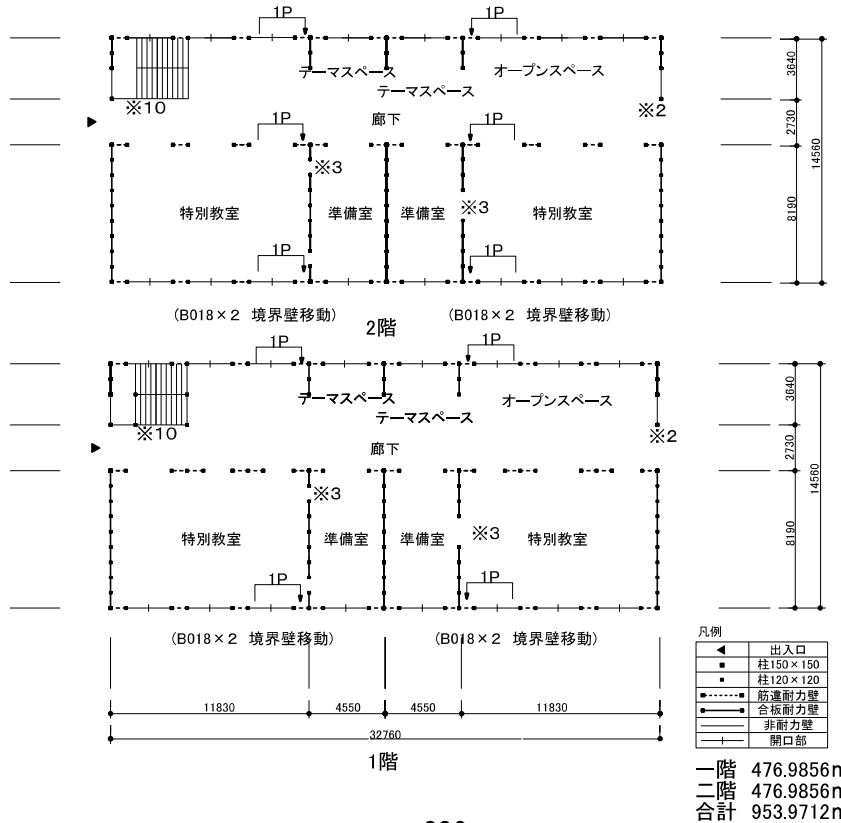 1P
1P
テーマスペース
オープンスペース
テーマスペース
※10
※2
1P
廊下
1P
※3
※3
特別教室
準備室
準備室
特別教室
1P
1P
3640
2730
8190
14560
(B018×2 境界壁移動)
(B018×2 境界壁移動)
2階
1P
1P
テーマスペース
オープンスペース
テーマスペース
※10
※2
廊下
※3
※3
特別教室
準備室
準備室
特別教室
1P
1P
3640
2730
8190
14560
(B018×2 境界壁移動)
(B018×2 境界壁移動)
11830
4550
4550
11830
32760
1階
凡例
出入口
柱150×150
柱120×120
筋違耐力壁
合板耐力壁
非耐力壁
開口部
一階 476.9856
二階 476.9856
合計 953.9712